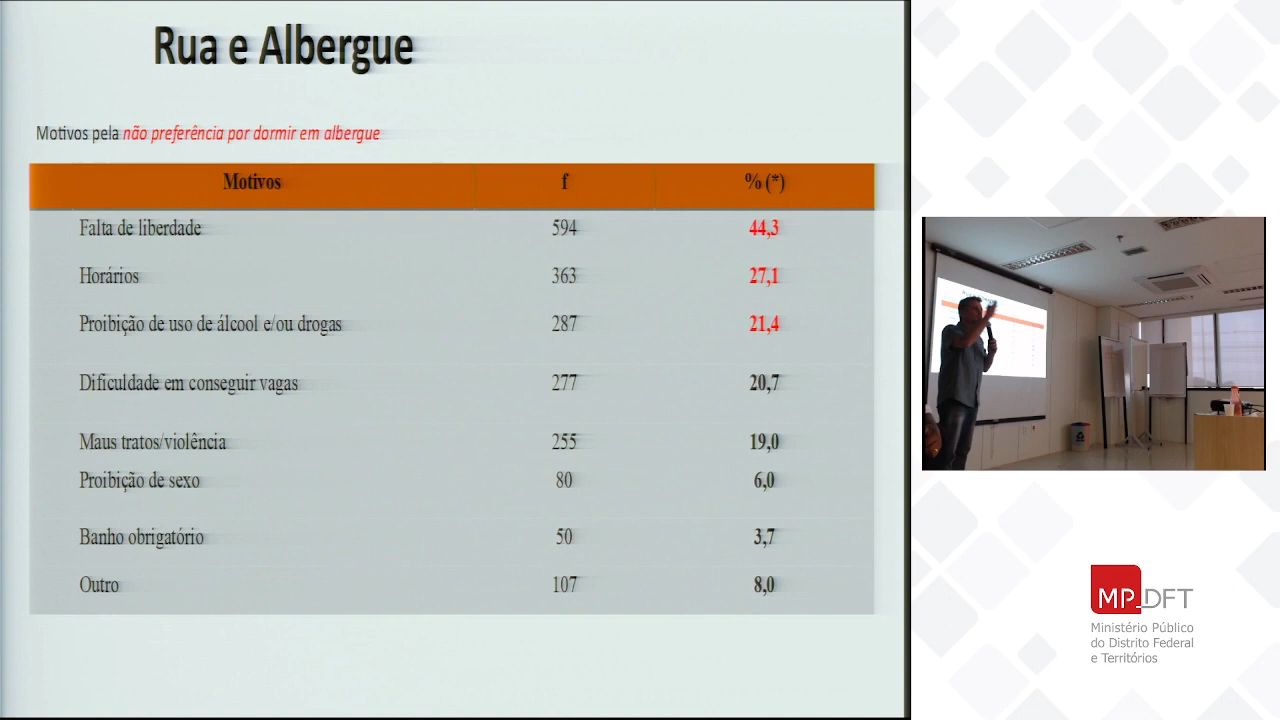 Rua e Albergue
Motivos pela não preferência por dormir em albergue
Motivos f % (*)
Falta de liberdade 594 44,3
Horários 363 27,1
Proibição de uso de álcool e/ou drogas 287 21,4
Dificuldade em conseguir vagas 277 20,7
Maus tratos/violência 255 19,0
Proibição de sexo 80 6,0
Banho obrigatório 50 3,7
Outro 107 8,0
MP_DFT
Ministério Público
do Distrito Federal
e Territórios